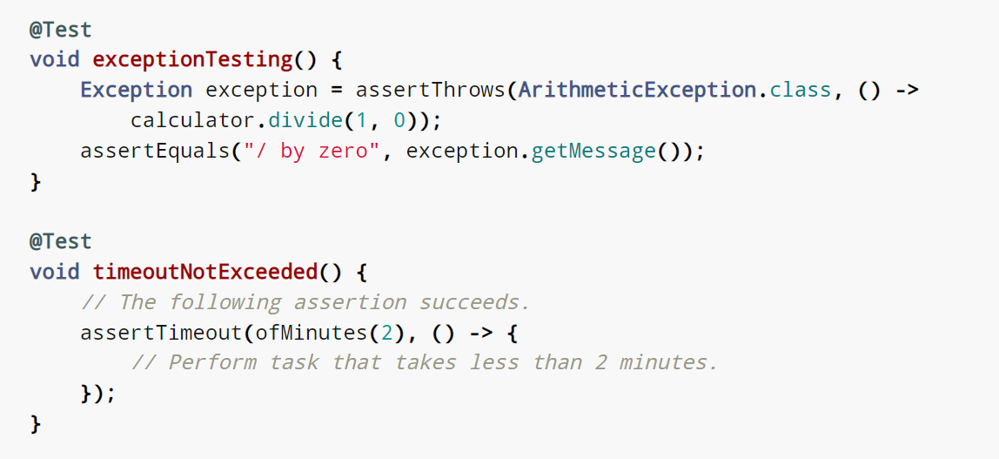 @Test
void exceptionTesting() {
    Exception exception = assertThrows(ArithmeticException.class, () ->
        calculator.divide(1, 0));
    assertEquals("/ by zero", exception.getMessage());
}

@Test
void timeoutNotExceeded() {
    // The following assertion succeeds.
    assertTimeout(ofMinutes(2), () -> {
        // Perform task that takes less than 2 minutes.
    });
}